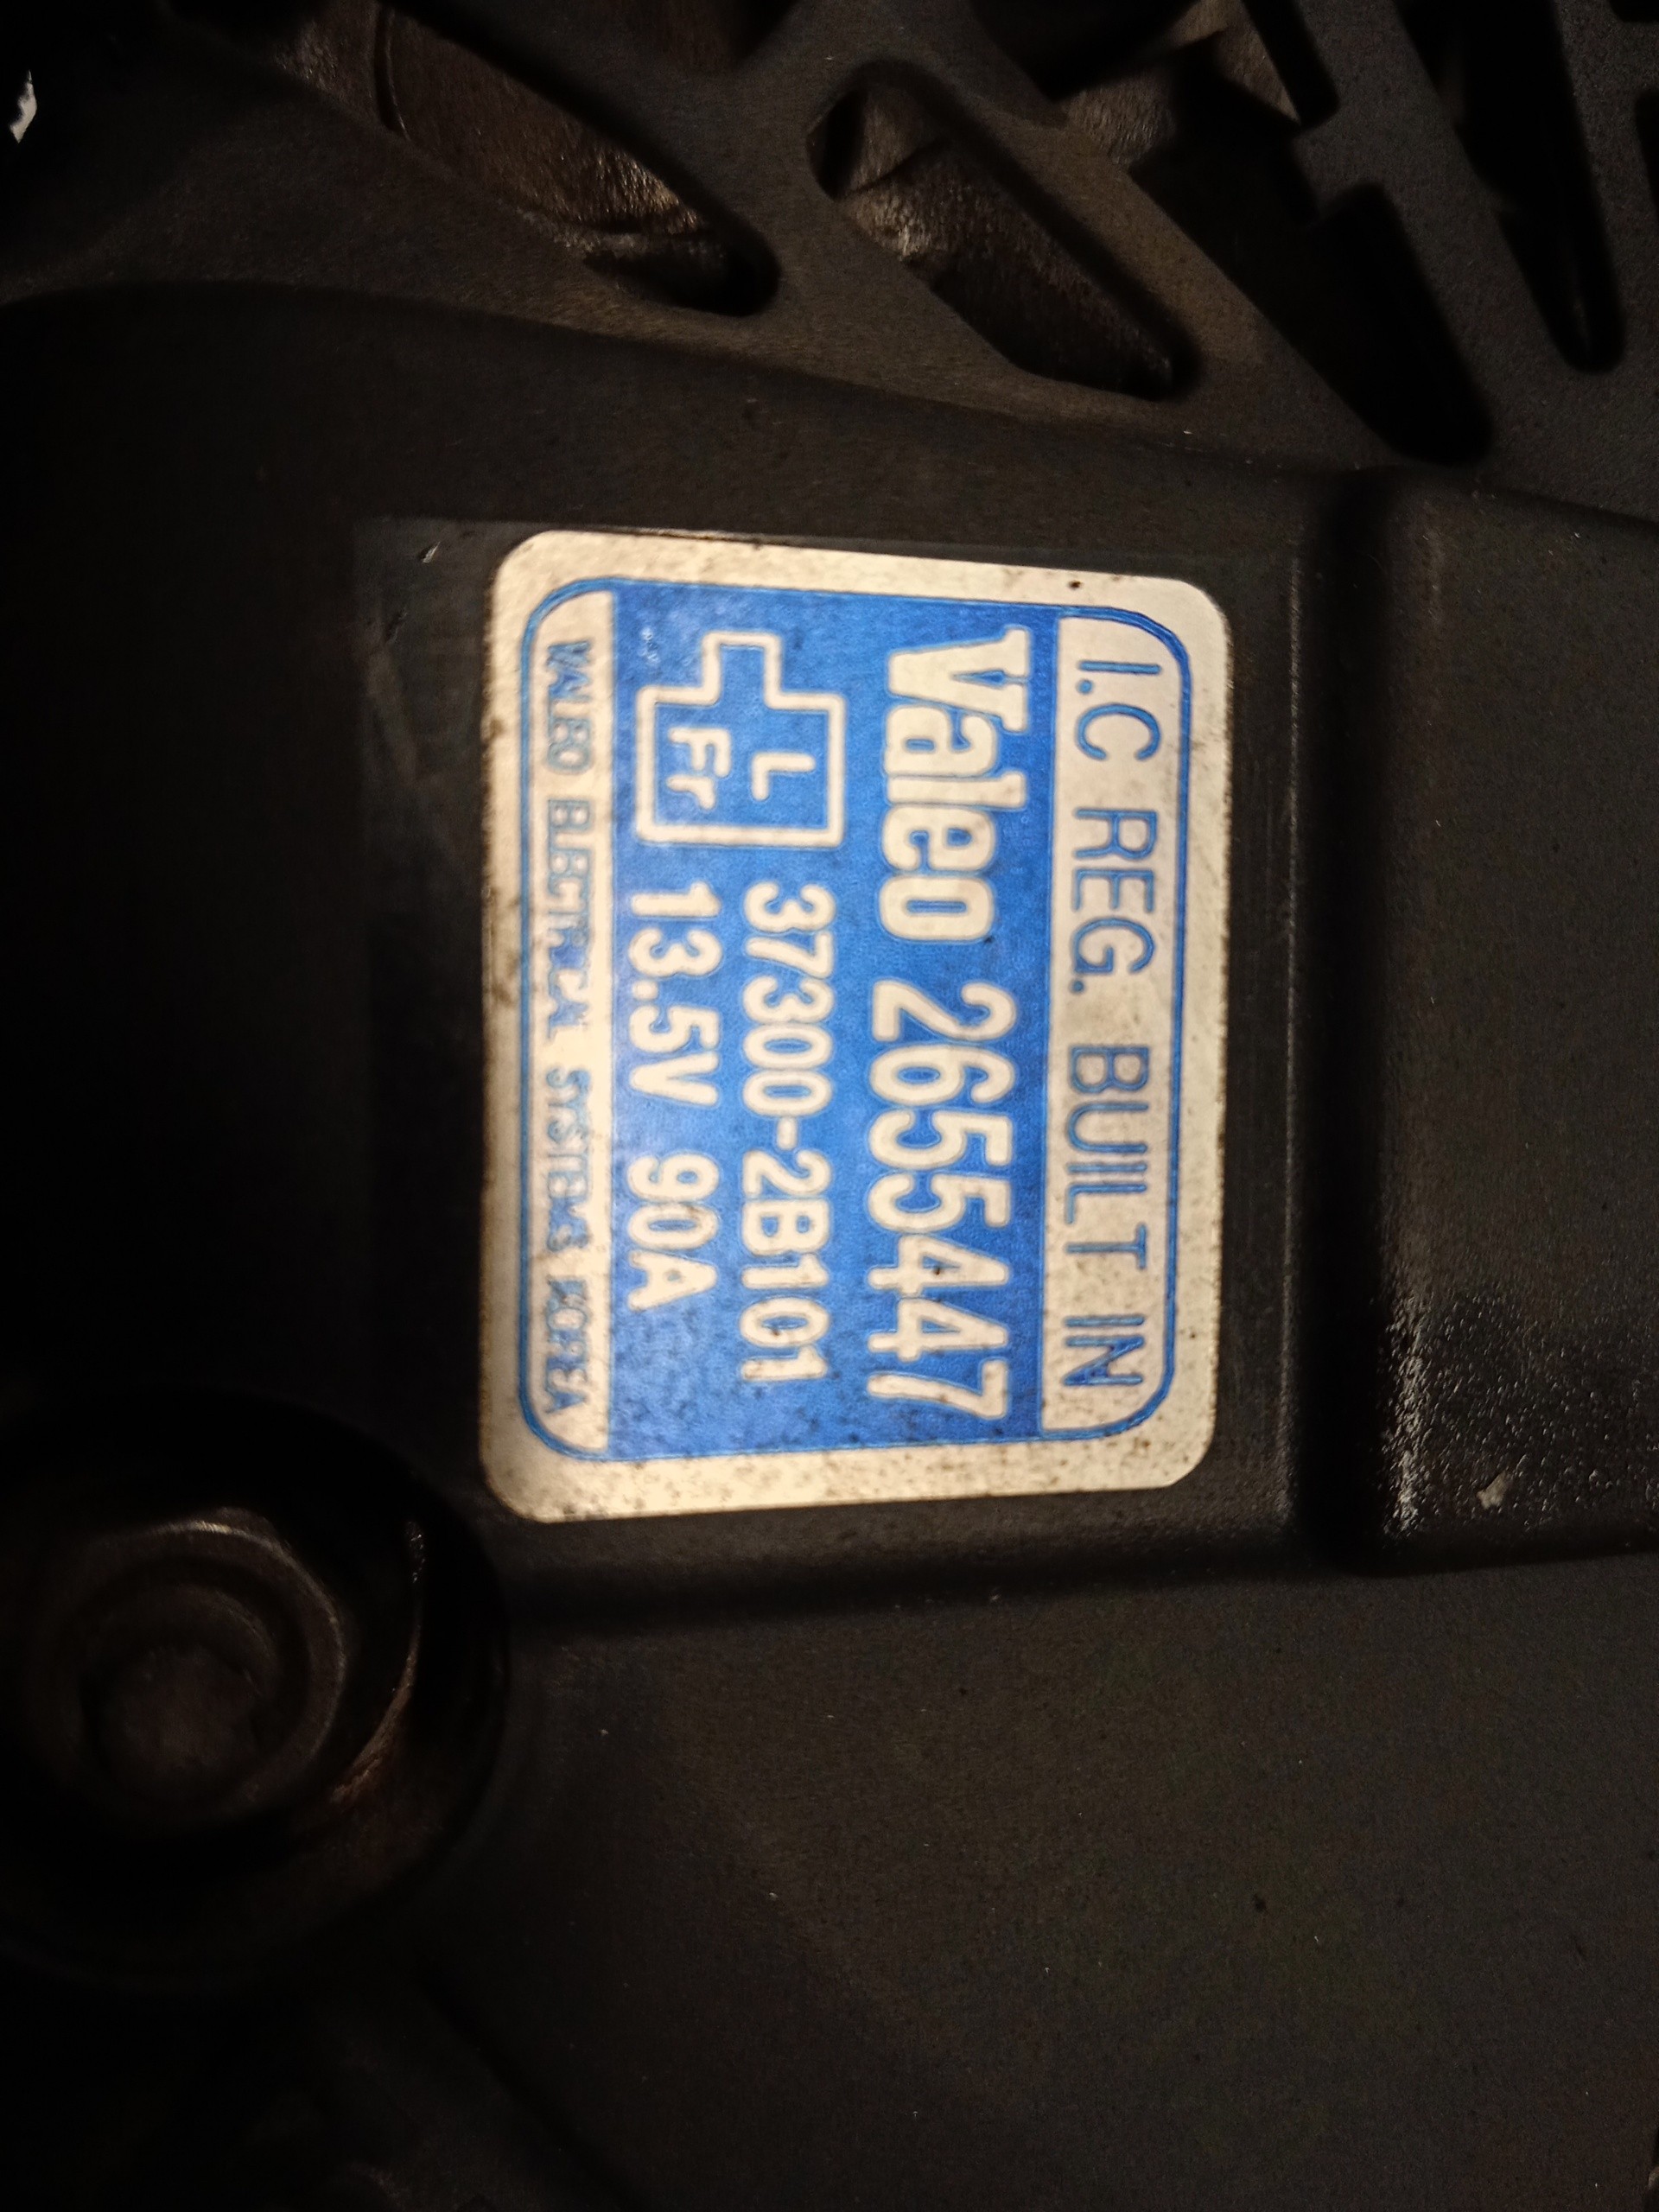 I.C REG. BUILT IN
Valeo 2655447
L
Fr
37300-2B101
13.5V 90A
VALEO ELECTRICAL SYSTEMS KOREA